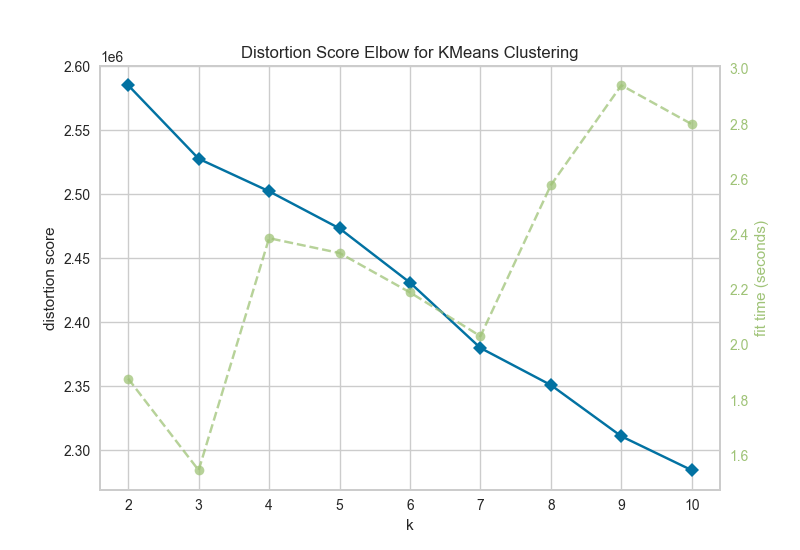 Distortion Score Elbow for KMeans Clustering
1e6
2.60
2.55
2.50
2.45
2.40
2.35
2.30
distortion score
3.0
2.8
2.6
2.4
2.2
2.0
1.8
1.6
fit time (seconds)
2 3 4 5 6 7 8 9 10
k